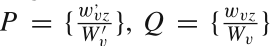 P = {w'_{vz} / W'_v}, Q = {w_{vz} / W_v}